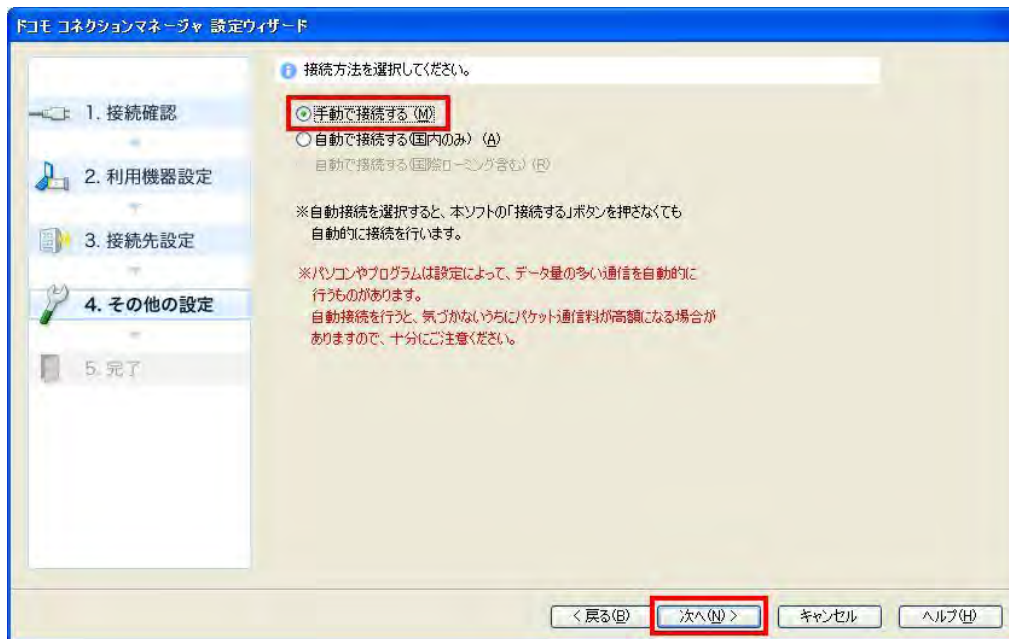 ドコモ コネクションマネージャ 設定ウィザード
接続方法を選択してください。
1. 接続確認
2. 利用機器設定
3. 接続先設定
4. その他の設定
5. 完了
手動で接続する (M)
自動で接続する(国内のみ) (A)
自動で接続する(国際ローミング含む) (R)
※自動接続を選択すると、本ソフトの「接続する」ボタンを押さなくても
自動的に接続を行います。
※パソコンやプログラムは設定によって、データ量の多い通信を自動的に
行うものがあります。
自動接続を行うと、気づかないうちにパケット通信料が高額になる場合が
ありますので、十分にご注意ください。
< 戻る(B)
次へ(N) >
キャンセル
ヘルプ(H)